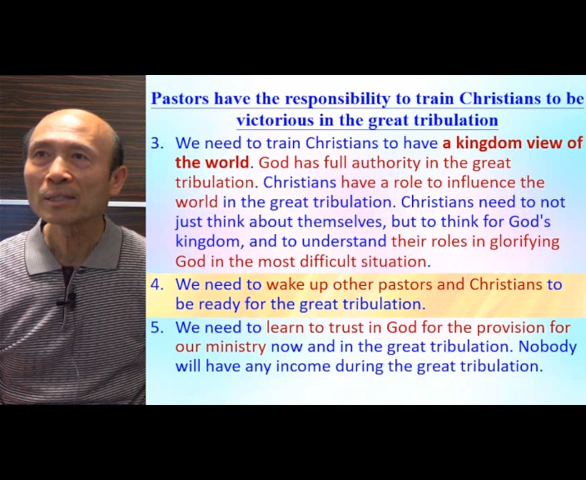 Pastors have the responsibility to train Christians to be
victorious in the great tribulation
3. We need to train Christians to have a kingdom view of
the world. God has full authority in the great
tribulation. Christians have a role to influence the
world in the great tribulation. Christians need to not
just think about themselves, but to think for God's
kingdom, and to understand their roles in glorifying
God in the most difficult situation.
4. We need to wake up other pastors and Christians to
be ready for the great tribulation.
5. We need to learn to trust in God for the provision for
our ministry now and in the great tribulation. Nobody
will have any income during the great tribulation.